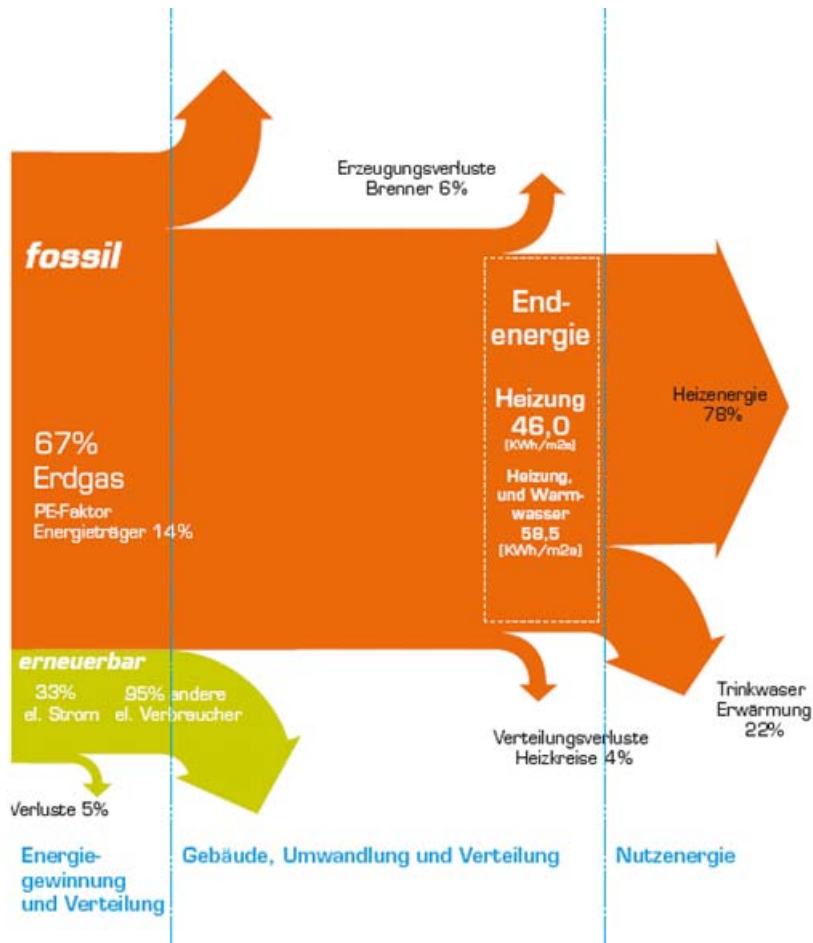 Erzeugungsverluste
Brenner 6%
fossil
End-
energie
Heizung
46,0
[KWh/m2a]
Heizung,
und Warm-
wasser
58,5
[KWh/m2a]
Heizenergie
78%
67%
Erdgas
PE-Faktor
Energieträger 14%
erneuerbar
33%
el. Strom
95% andere
el. Verbraucher
Verluste 5%
Verteilungsverluste
Heizkreise 4%
Trinkwaser
Erwärmung
22%
Energie-
gewinnung
und Verteilung
Gebäude, Umwandlung und Verteilung
Nutzenergie